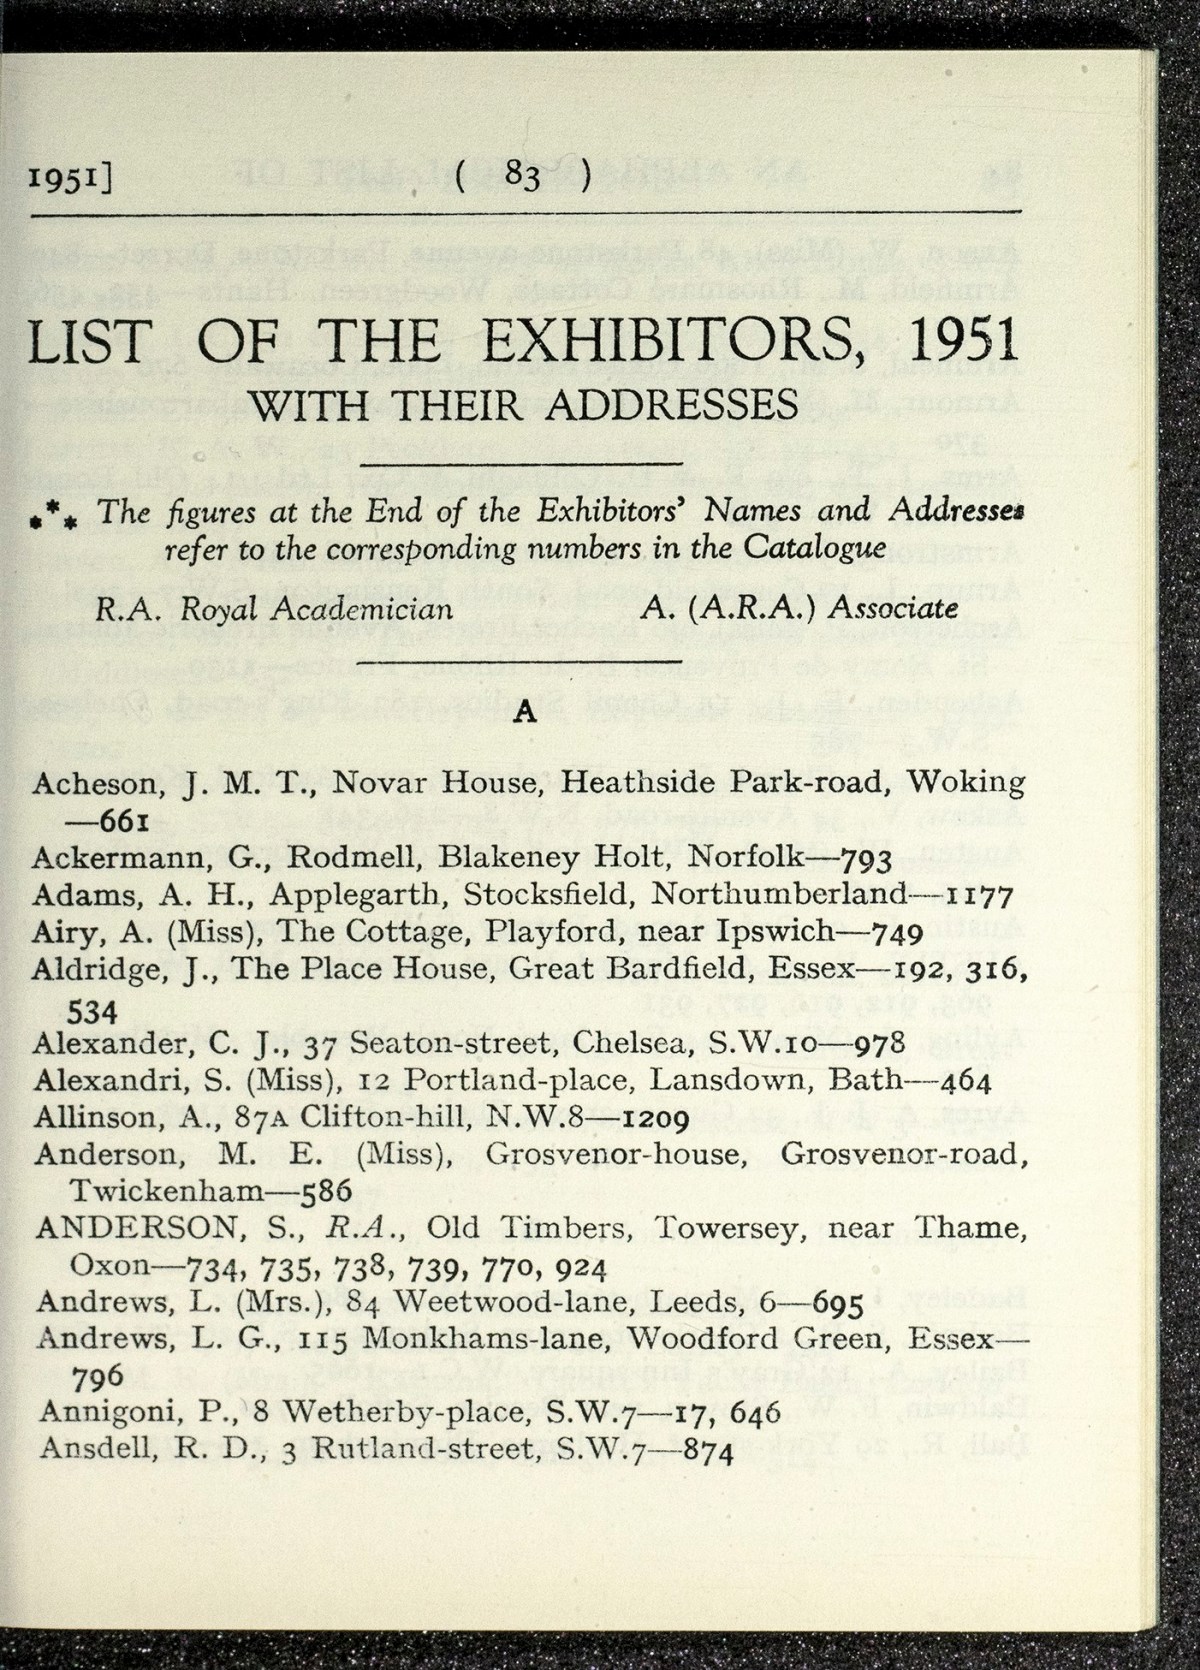 1951]
( 83 )
LIST OF THE EXHIBITORS, 1951
WITH THEIR ADDRESSES
*** The figures at the End of the Exhibitors' Names and Addresses
refer to the corresponding numbers in the Catalogue
R.A. Royal Academician A. (A.R.A.) Associate
A
Acheson, J. M. T., Novar House, Heathside Park-road, Woking
—661
Ackermann, G., Rodmell, Blakeney Holt, Norfolk—793
Adams, A. H., Applegarth, Stocksfield, Northumberland—1177
Airy, A. (Miss), The Cottage, Playford, near Ipswich—749
Aldridge, J., The Place House, Great Bardfield, Essex—192, 316,
534
Alexander, C. J., 37 Seaton-street, Chelsea, S.W.10—978
Alexandri, S. (Miss), 12 Portland-place, Lansdown, Bath—464
Allinson, A., 87A Clifton-hill, N.W.8—1209
Anderson, M. E. (Miss), Grosvenor-house, Grosvenor-road,
Twickenham—586
ANDERSON, S., R.A., Old Timbers, Towersey, near Thame,
Oxon—734, 735, 738, 739, 770, 924
Andrews, L. (Mrs.), 84 Weetwood-lane, Leeds, 6—695
Andrews, L. G., 115 Monkhams-lane, Woodford Green, Essex—
796
Annigoni, P., 8 Wetherby-place, S.W.7—17, 646
Ansdell, R. D., 3 Rutland-street, S.W.7—874